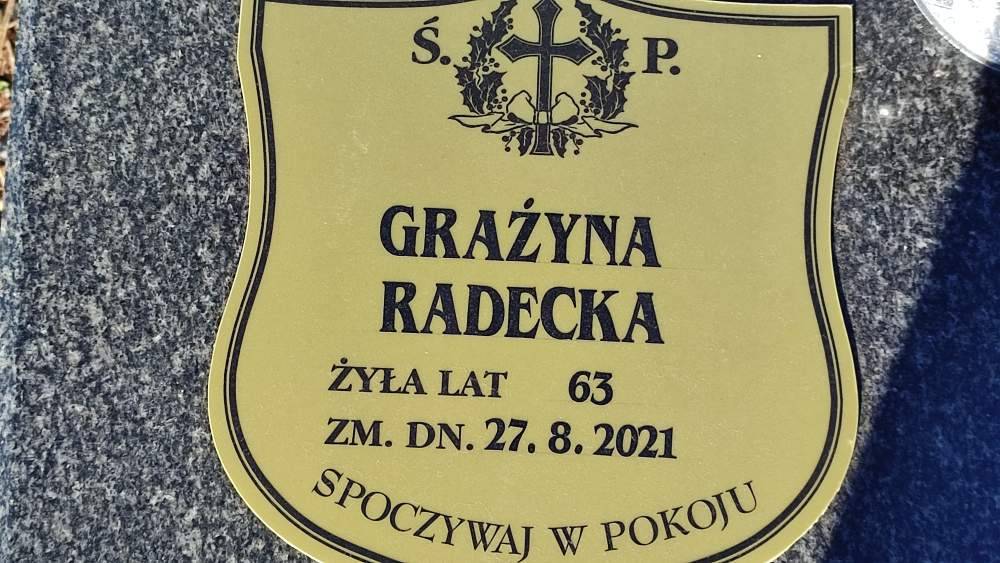 Ś. P.
GRAŻYNA
RADECKA
ŻYŁA LAT 63
ZM. DN. 27. 8. 2021
SPOCZYWAJ W POKOJU